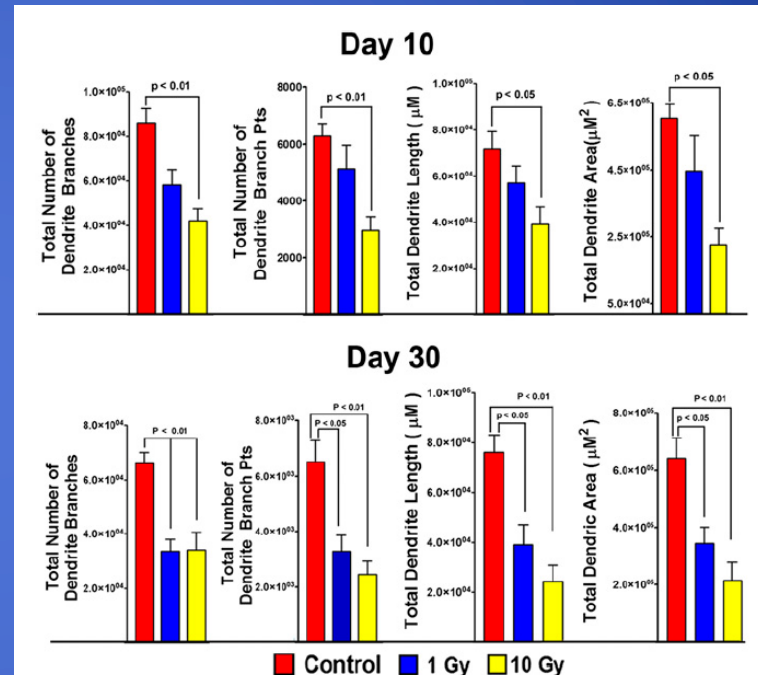 Day 10
Total Number of
Dendrite Branches
1.0×10⁰⁵
8.0×10⁰⁴
6.0×10⁰⁴
4.0×10⁰⁴
2.0×10⁰⁴
p < 0.01
Total Number of
Dendrite Branch Pts
8000
6000
4000
2000
p < 0.01
Total Dendrite Length ( µM)
1.0×10⁰⁵
8.0×10⁰⁴
6.0×10⁰⁴
4.0×10⁰⁴
2.0×10⁰⁴
p < 0.05
Total Dendrite Area(µM²)
6.5×10⁰⁵
4.5×10⁰⁵
2.5×10⁰⁵
5.0×10⁰⁴
p < 0.05
Day 30
Total Number of
Dendrite Branches
8.0×10⁰⁴
6.0×10⁰⁴
4.0×10⁰⁴
2.0×10⁰⁴
P < 0.01
Total Number of
Dendrite Branch Pts
8.0×10⁰³
6.0×10⁰³
4.0×10⁰³
2.0×10⁰³
P < 0.01
P < 0.05
Total Dendrite Length ( µM)
1.0×10⁰⁵
8.0×10⁰⁴
6.0×10⁰⁴
4.0×10⁰⁴
2.0×10⁰⁴
P < 0.01
P < 0.05
Total Dendric Area ( µM²)
8.0×10⁰⁵
6.0×10⁰⁵
4.0×10⁰⁵
2.0×10⁰⁵
P < 0.01
P < 0.05
Control 1 Gy 10 Gy